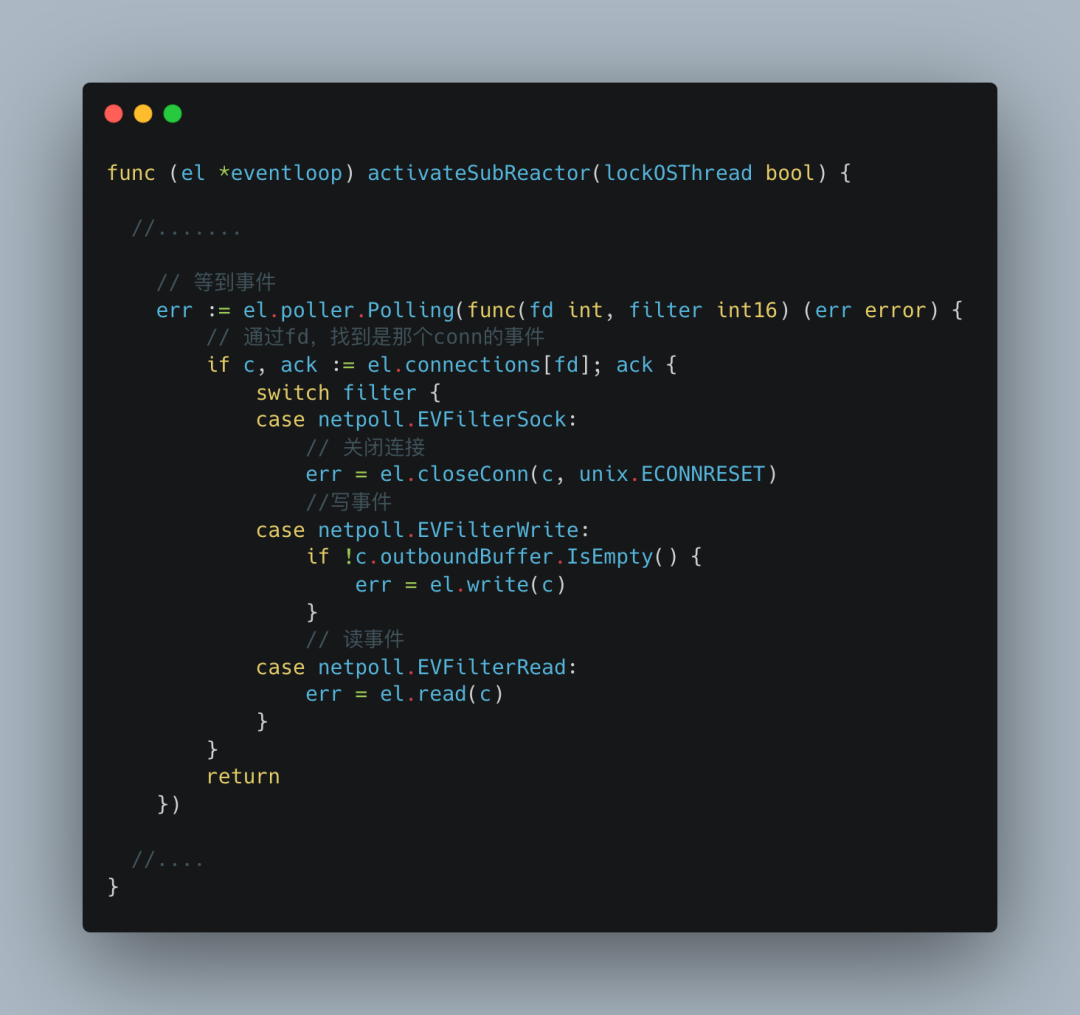 func (el *eventloop) activateSubReactor(lockOSThread bool) {
//.......
// 等到事件
err := el.poller.Polling(func(fd int, filter int16) (err error) {
// 通过fd, 找到是那个conn的事件
if c, ack := el.connections[fd]; ack {
switch filter {
case netpoll.EVFilterSock:
// 关闭连接
err = el.closeConn(c, unix.ECONNRESET)
//写事件
case netpoll.EVFilterWrite:
if !c.outboundBuffer.IsEmpty() {
err = el.write(c)
}
// 读事件
case netpoll.EVFilterRead:
err = el.read(c)
}
}
return
})
//....
}